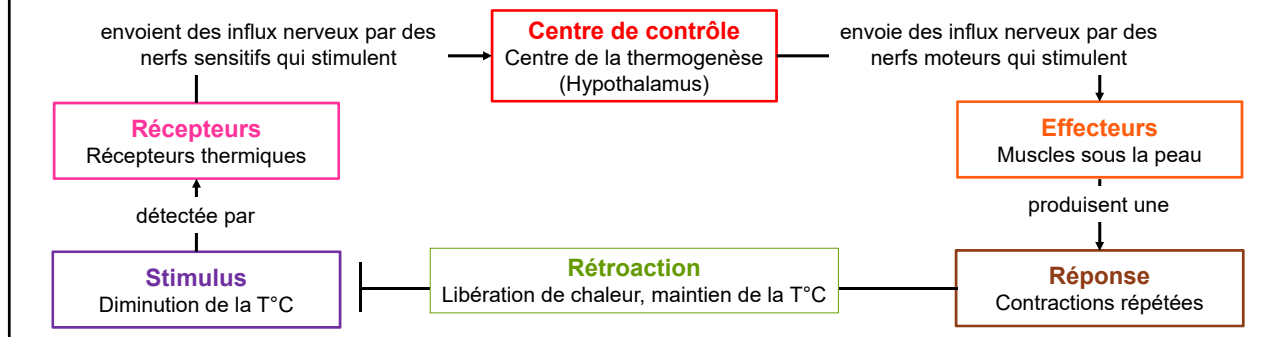 envoient des influx nerveux par des
nerfs sensitifs qui stimulent
Centre de contrôle
Centre de la thermogenèse
(Hypothalamus)
envoie des influx nerveux par des
nerfs moteurs qui stimulent
Récepteurs
Récepteurs thermiques
Effecteurs
Muscles sous la peau
détectée par
produisent une
Stimulus
Diminution de la T°C
Rétroaction
Libération de chaleur, maintien de la T°C
Réponse
Contractions répétées